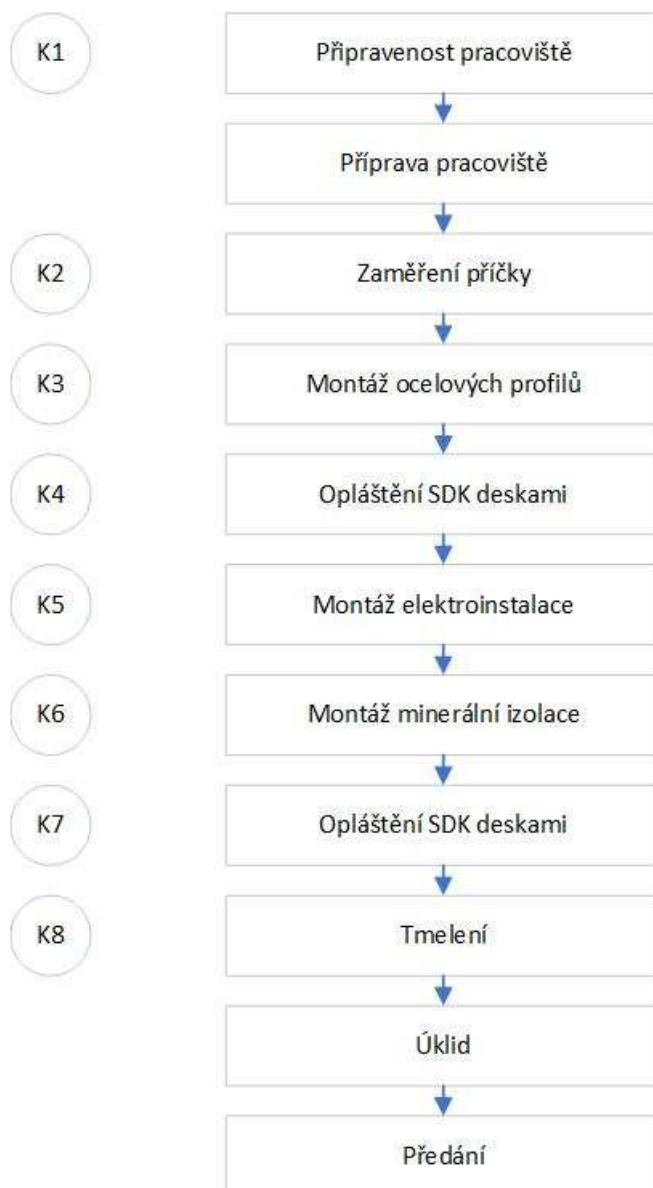 K1 Připravenost pracoviště
Příprava pracoviště
K2 Zaměření příčky
K3 Montáž ocelových profilů
K4 Opláštění SDK deskami
K5 Montáž elektroinstalace
K6 Montáž minerální izolace
K7 Opláštění SDK deskami
K8 Tmelení
Úklid
Předání